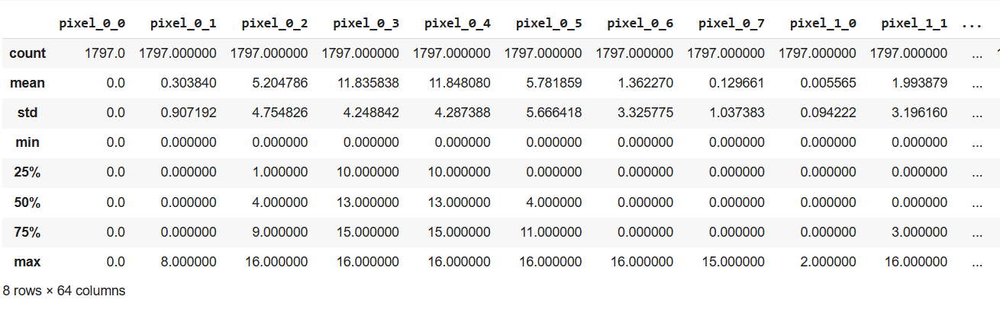 pixel_0_0 pixel_0_1 pixel_0_2 pixel_0_3 pixel_0_4 pixel_0_5 pixel_0_6 pixel_0_7 pixel_1_0 pixel_1_1 ...
count 1797.0 1797.000000 1797.000000 1797.000000 1797.000000 1797.000000 1797.000000 1797.000000 1797.000000 1797.000000 ...
mean 0.0 0.303840 5.204786 11.835838 11.848080 5.781859 1.362270 0.129661 0.005565 1.993879 ...
std 0.0 0.907192 4.754826 4.248842 4.287388 5.666418 3.325775 1.037383 0.094222 3.196160 ...
min 0.0 0.000000 0.000000 0.000000 0.000000 0.000000 0.000000 0.000000 0.000000 0.000000 ...
25% 0.0 0.000000 1.000000 10.000000 10.000000 0.000000 0.000000 0.000000 0.000000 0.000000 ...
50% 0.0 0.000000 4.000000 13.000000 13.000000 4.000000 0.000000 0.000000 0.000000 0.000000 ...
75% 0.0 0.000000 9.000000 15.000000 15.000000 11.000000 0.000000 0.000000 0.000000 3.000000 ...
max 0.0 8.000000 16.000000 16.000000 16.000000 16.000000 16.000000 15.000000 2.000000 16.000000 ...
8 rows × 64 columns